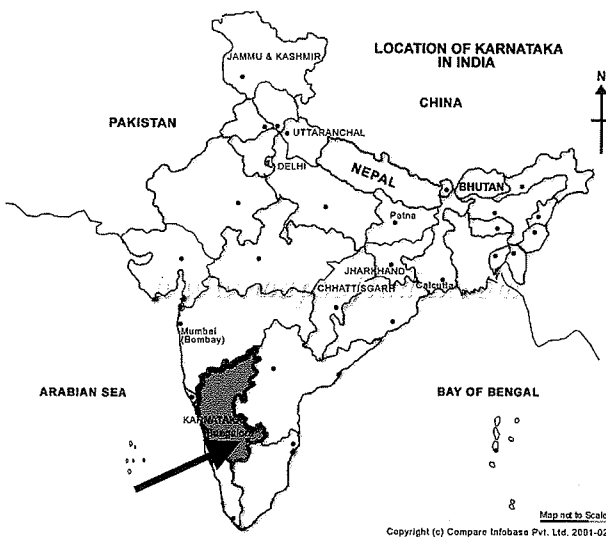 LOCATION OF KARNATAKA
IN INDIA
N
JAMMU & KASHMIR
CHINA
PAKISTAN
UTTARANCHAL
DELHI
NEPAL
BHUTAN
Patna
JHARKHAND
CHHATTISGARH
Calcutta
Mumbai
(Bombay)
ARABIAN SEA
BAY OF BENGAL
KARNATAKA
Map not to Scale
Copyright (c) Compare Infobase Pvt. Ltd. 2001-02